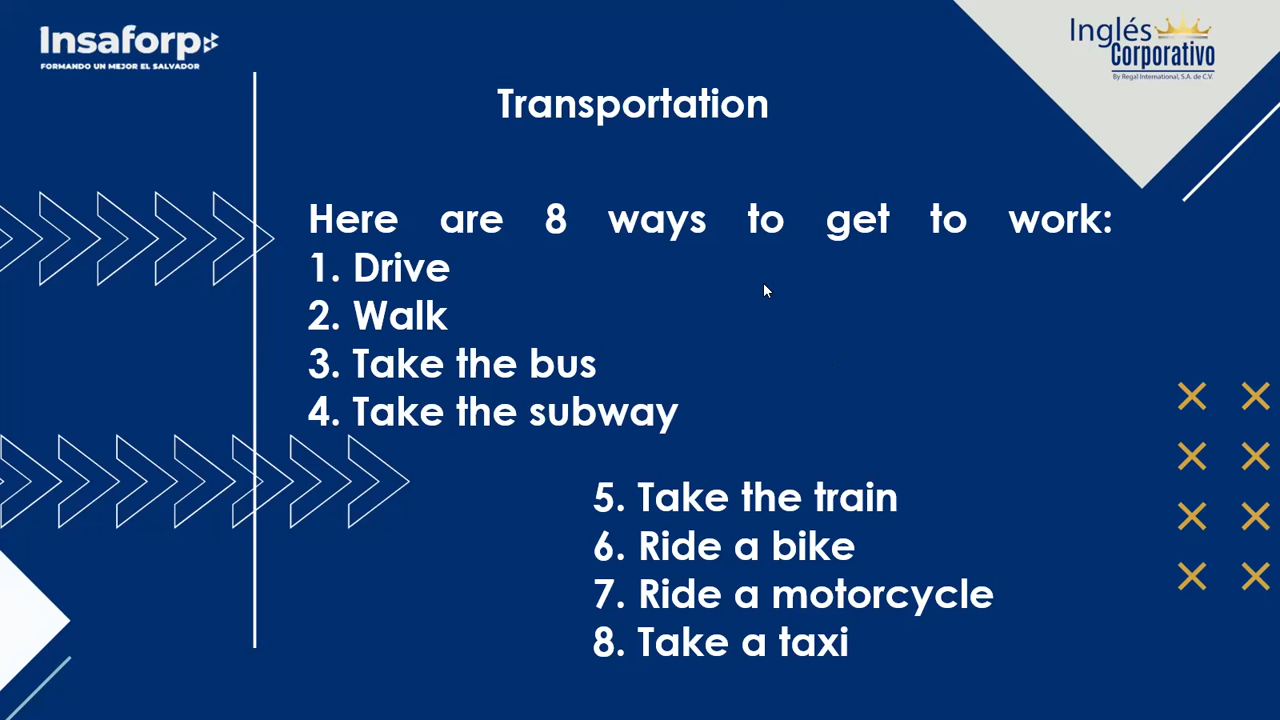 Insaforp
FORMANDO UN MEJOR EL SALVADOR
Inglés
Corporativo
By Regal International, S.A. de C.V.
Transportation
Here are 8 ways to get to work:
1. Drive
2. Walk
3. Take the bus
4. Take the subway
5. Take the train
6. Ride a bike
7. Ride a motorcycle
8. Take a taxi